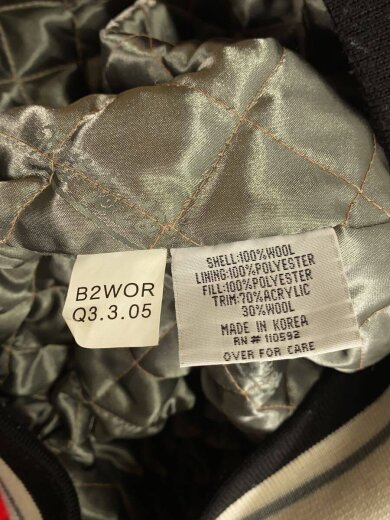 B2WOR
Q3.3.05
SHELL:100%WOOL
LINING:100%POLYESTER
FILL:100%POLYESTER
TRIM:70%ACRYLIC
30%WOOL
MADE IN KOREA
RN# 110592
OVER FOR CARE